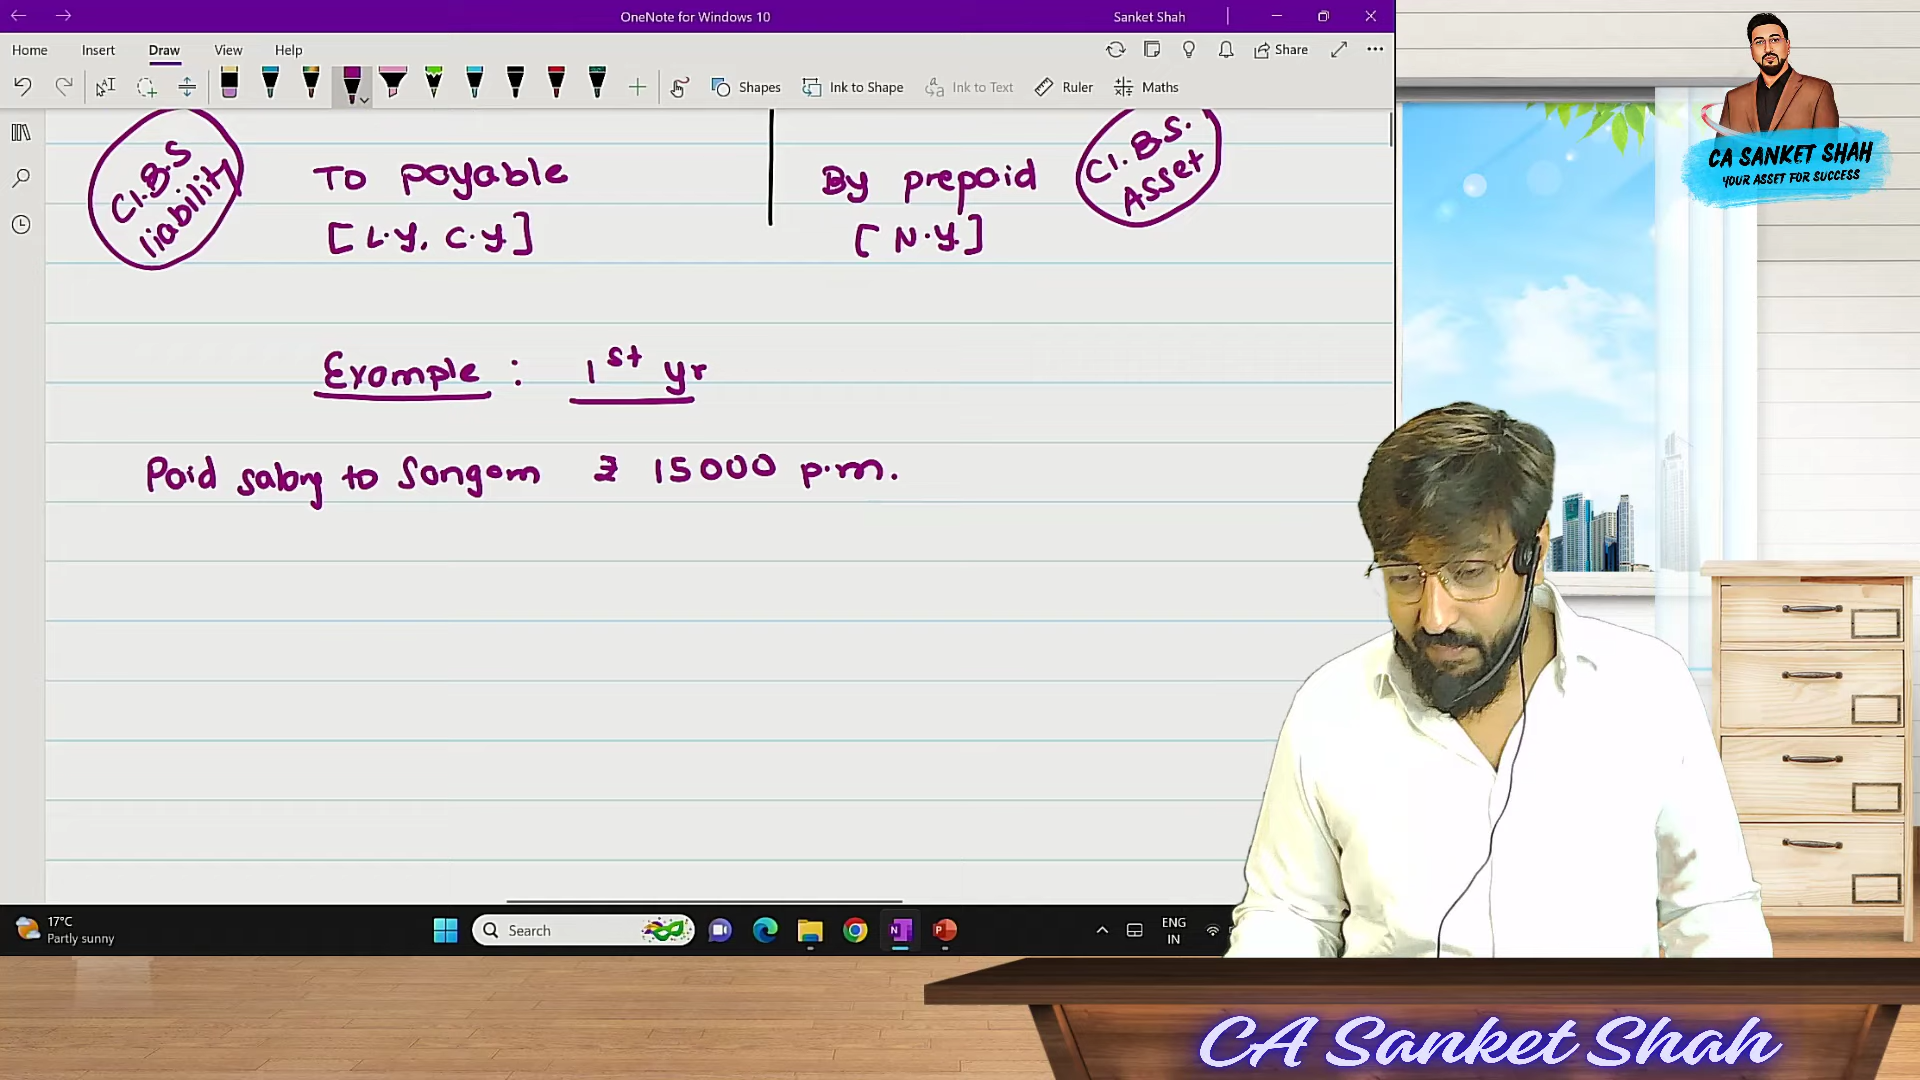 OneNote for Windows 10
Sanket Shah
Home Insert Draw View Help
Share
Shapes Ink to Shape Ink to Text Ruler Maths
Cl.B.S liability
To payable
[L.Y, C.Y]
By prepaid
[N.Y]
Cl.B.S. Asset
Example : 1st yr
Paid salary to Sangam ₹ 15000 p.m.
CA SANKET SHAH
YOUR ASSET FOR SUCCESS
17°C
Partly sunny
Search
ENG
IN
CA Sanket Shah